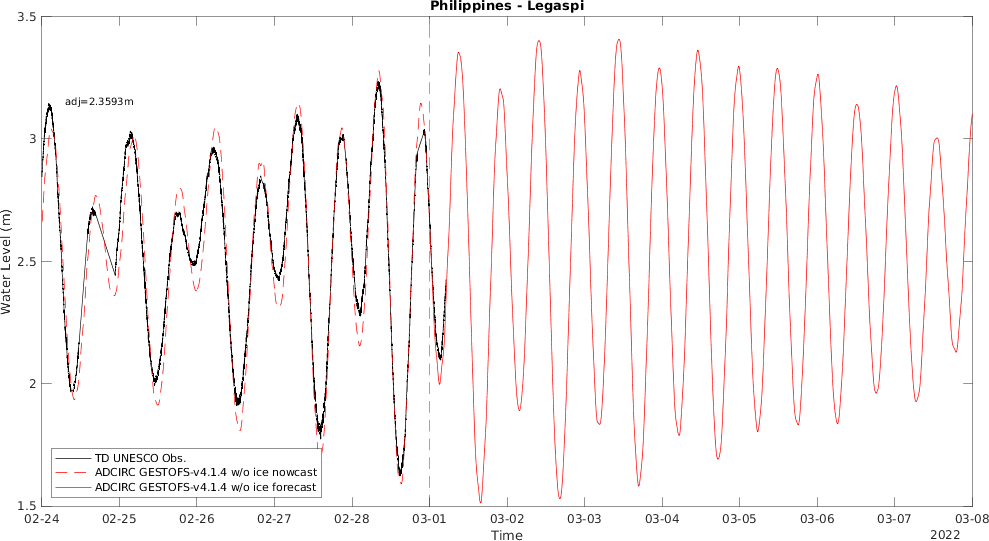 Philippines - Legaspi
adj=2.3593m
Water Level (m)
3.5
3
2.5
2
1.5
TD UNESCO Obs.
ADCIRC GESTOFS-v4.1.4 w/o ice nowcast
ADCIRC GESTOFS-v4.1.4 w/o ice forecast
02-24 02-25 02-26 02-27 02-28 03-01 03-02 03-03 03-04 03-05 03-06 03-07 03-08
Time
2022